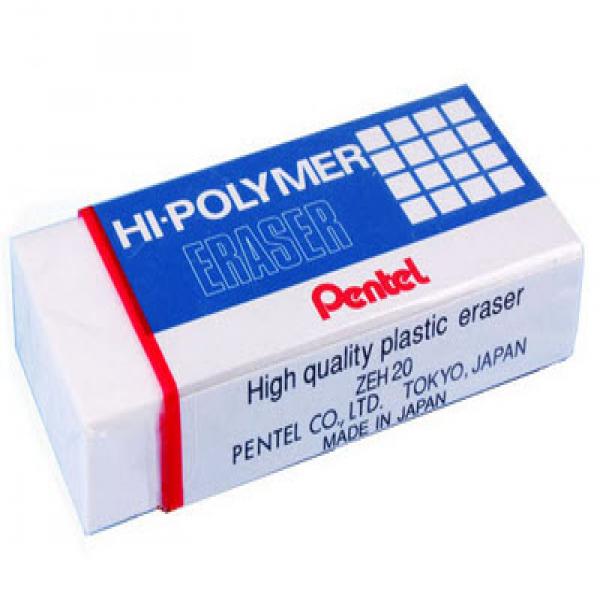 HI-POLYMER
ERASER
Pentel
High quality plastic eraser
ZEH 20
PENTEL CO., LTD. TOKYO, JAPAN
MADE IN JAPAN